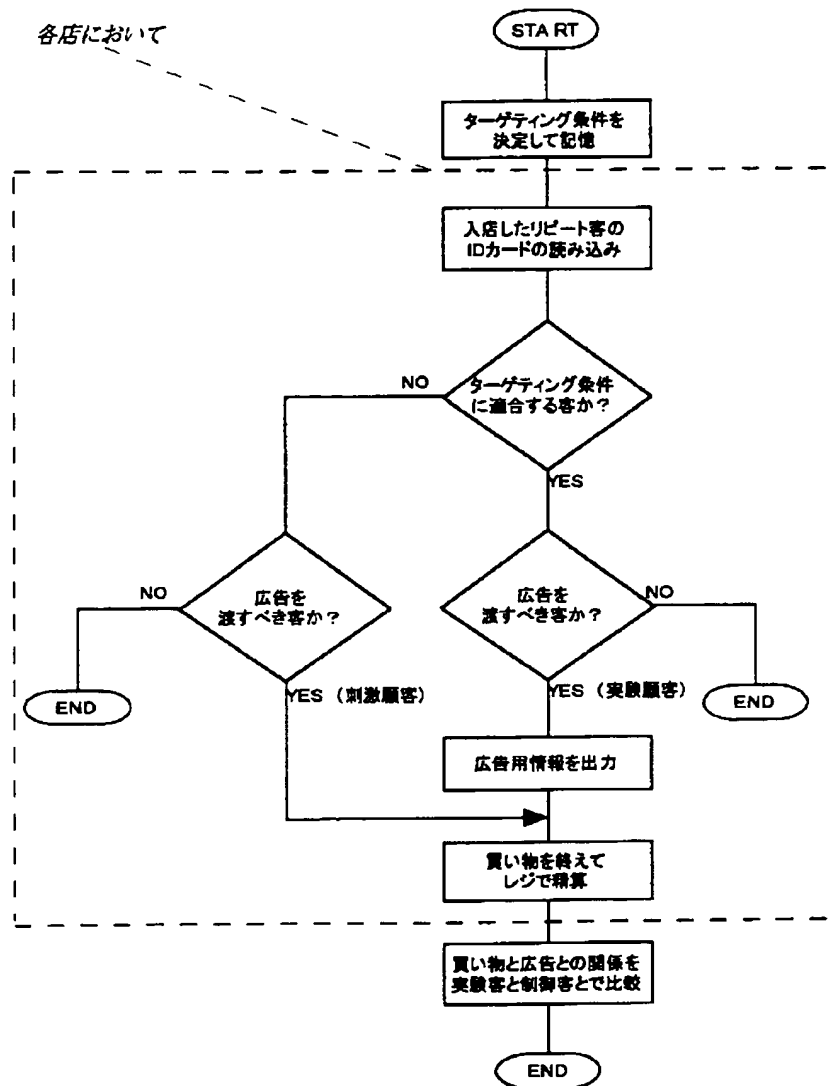 各店において
START
ターゲティング条件を
決定して記憶
入店したリピート客の
IDカードの読み込み
NO
ターゲティング条件
に適合する客か？
YES
NO
広告を
渡すべき客か？
広告を
渡すべき客か？
NO
END
YES（刺激顧客）
YES（実験顧客）
END
広告用情報を出力
買い物を終えて
レジで精算
買い物と広告との関係を
実験客と制御客とで比較
END